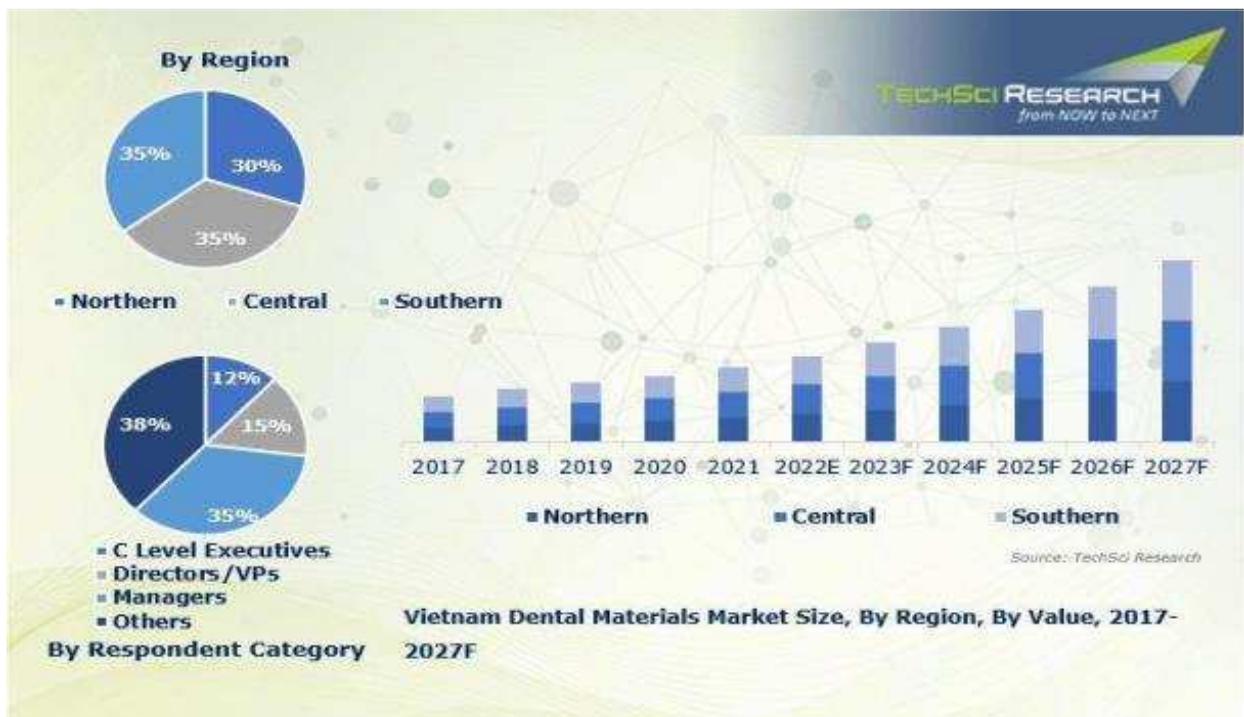 By Region
TECHSCI RESEARCH
from NOW to NEXT
35%
30%
35%
Northern
Central
Southern
12%
38%
15%
35%
C Level Executives
Directors/VPs
Managers
Others
By Respondent Category
2017 2018 2019 2020 2021 2022E 2023F 2024F 2025F 2026F 2027F
Northern
Central
Southern
Source: TechSci Research
Vietnam Dental Materials Market Size, By Region, By Value, 2017-
2027F